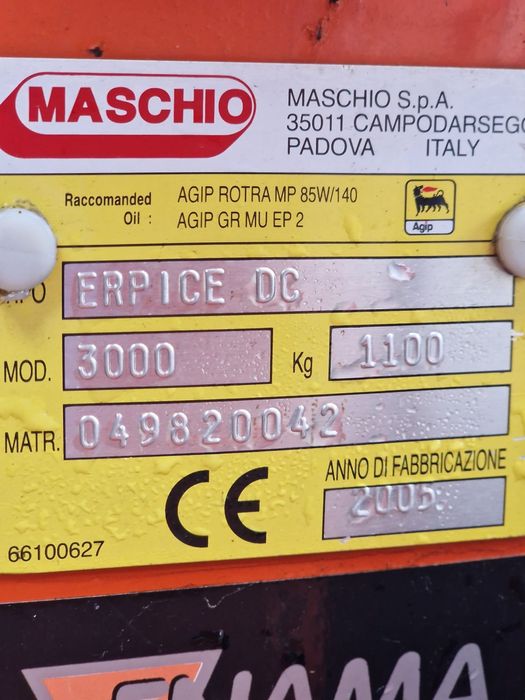 MASCHIO
MASCHIO S.p.A.
35011 CAMPODARSEGO
PADOVA ITALY
Raccomanded
Oil :
AGIP ROTRA MP 85W/140
AGIP GR MU EP 2
Agip
ERPICE DC
MOD. 3000 Kg 1100
MATR. 049820042
CE
ANNO DI FABBRICAZIONE
2005
66100627